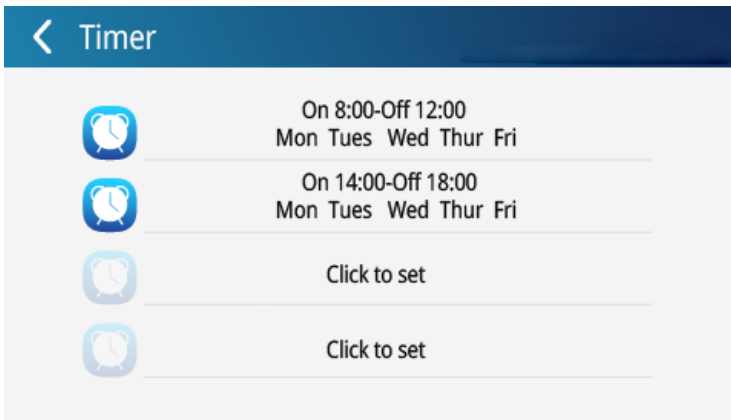 Timer
On 8:00-Off 12:00
Mon Tues Wed Thur Fri
On 14:00-Off 18:00
Mon Tues Wed Thur Fri
Click to set
Click to set